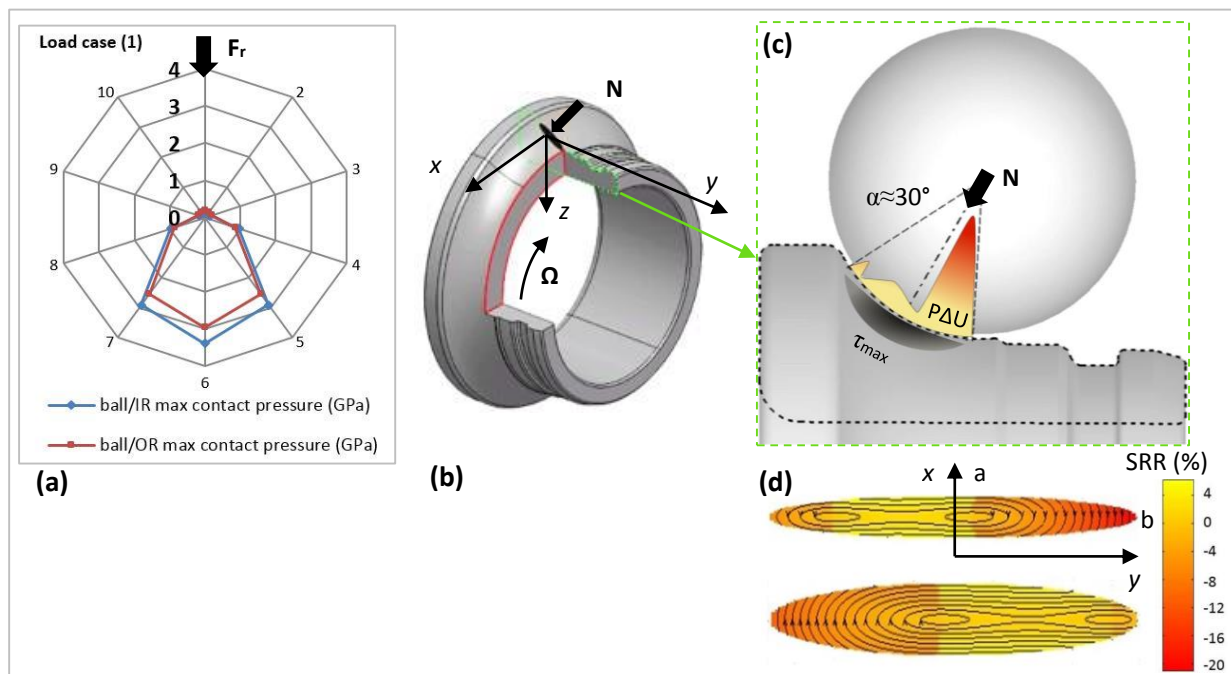 Load case (1)
Fr
4
3
2
1
0
2
3
4
5
6
7
8
9
10
ball/IR max contact pressure (GPa)
ball/OR max contact pressure (GPa)
(a)
N
x
y
z
Ω
(b)
(c)
N
α≈30°
PΔU
τmax
(d)
x
a
b
y
SRR (%)
4
0
-4
-8
-12
-16
-20